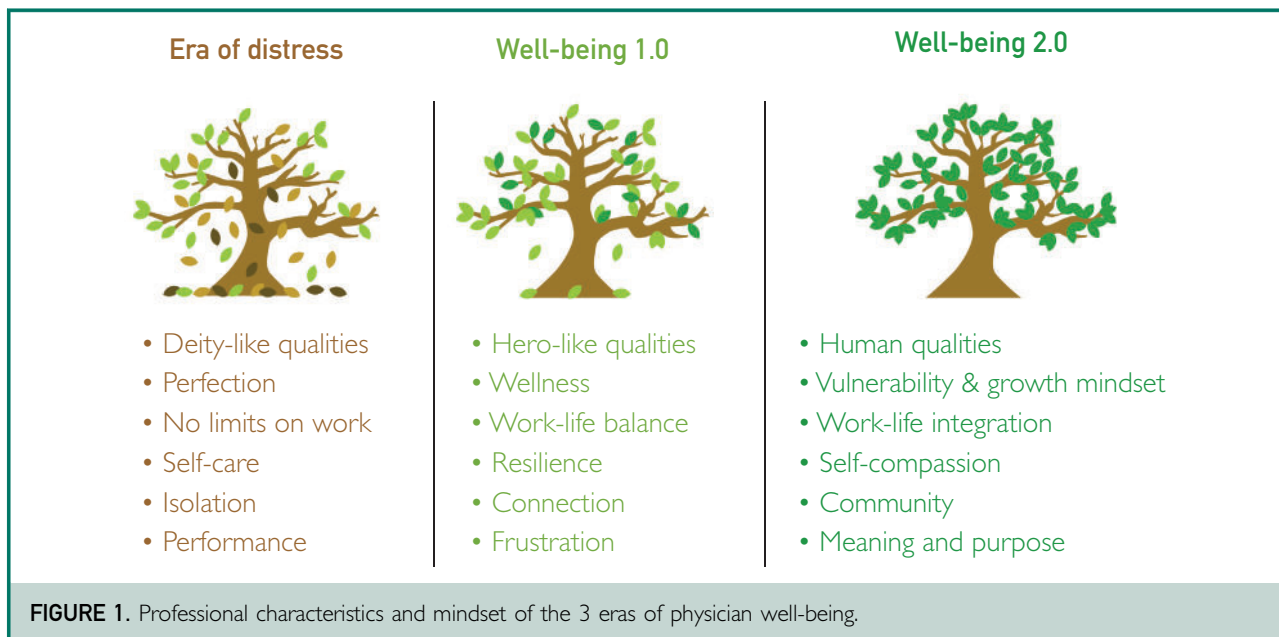 Era of distress
• Deity-like qualities
• Perfection
• No limits on work
• Self-care
• Isolation
• Performance
Well-being 1.0
• Hero-like qualities
• Wellness
• Work-life balance
• Resilience
• Connection
• Frustration
Well-being 2.0
• Human qualities
• Vulnerability & growth mindset
• Work-life integration
• Self-compassion
• Community
• Meaning and purpose
FIGURE 1. Professional characteristics and mindset of the 3 eras of physician well-being.